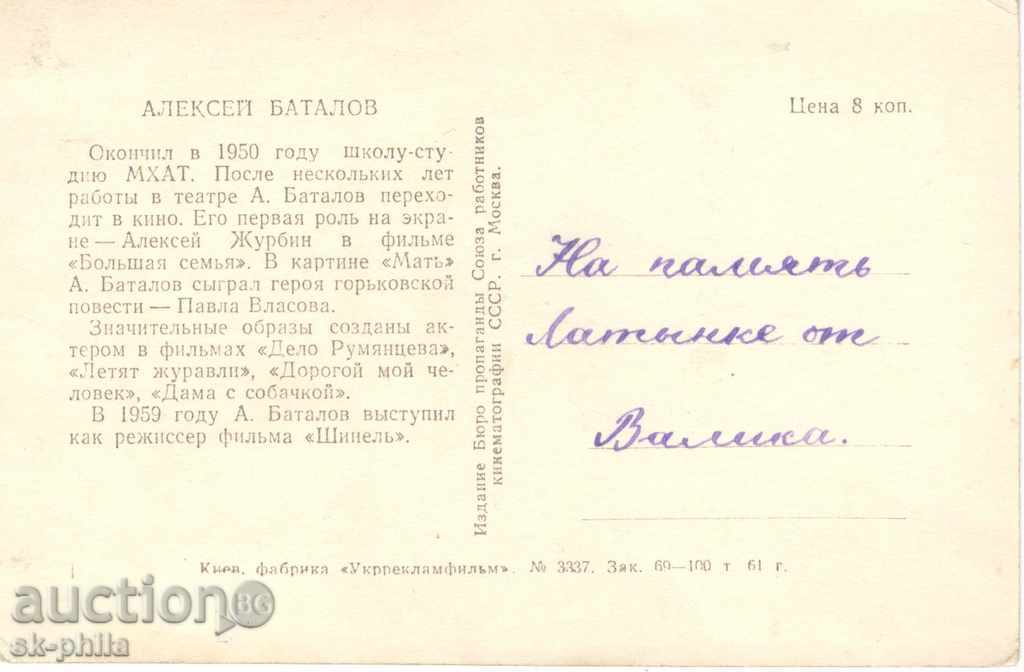 АЛЕКСЕЙ БАТАЛОВ
Окончил в 1950 году школу-сту-
дию МХАТ. После нескольких лет
работы в театре А. Баталов перехо-
дит в кино. Его первая роль на экра-
не — Алексей Журбин в фильме
«Большая семья». В картине «Мать»
А. Баталов сыграл героя горьковской
повести — Павла Власова.
Значительные образы созданы ак-
тером в фильмах «Дело Румянцева»,
«Летят журавли», «Дорогой мой че-
ловек», «Дама с собачкой».
В 1959 году А. Баталов выступил
как режиссер фильма «Шинель».
Издание Бюро пропаганды Союза работников
кинематографии СССР. г. Москва.
Цена 8 коп.
На память
Латынке от
Валика.
Киев, фабрика «Укррекламфильм». № 3337. Зак. 69—100 т 61 г.
auction BG
sk-phila